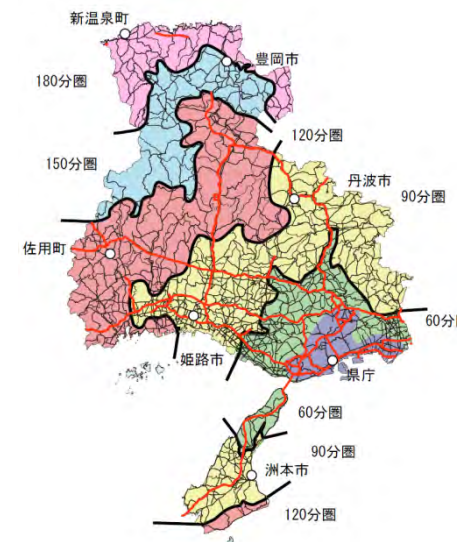 新温泉町
豊岡市
180分圏
120分圏
150分圏
丹波市
90分圏
佐用町
60分圏
姫路市
県庁
60分圏
90分圏
洲本市
120分圏